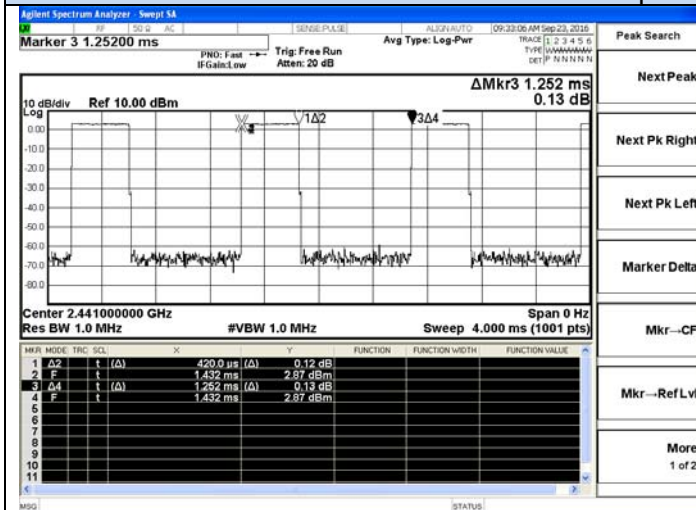 Agilent Spectrum Analyzer - Swept SA
RF 50 Ω AC SENSE:PULSE ALIGN AUTO 09:33:06 AM Sep 23, 2016
Marker 3 1.25200 ms
PNO: Fast
IFGain:Low
Trig: Free Run
Atten: 20 dB
Avg Type: Log-Pwr
TRACE 1 2 3 4 5 6
TYPE WWWWWW
DET P N N N N N
Peak Search
Next Peak
Next Pk Right
Next Pk Left
Marker Delta
Mkr→CF
Mkr→Ref Lvl
More
1 of 2
ΔMkr3 1.252 ms
0.13 dB
10 dB/div Ref 10.00 dBm
Log
0.00
-10.0
-20.0
-30.0
-40.0
-50.0
-60.0
-70.0
-80.0
1Δ2
3Δ4
Center 2.441000000 GHz Span 0 Hz
Res BW 1.0 MHz #VBW 1.0 MHz Sweep 4.000 ms (1001 pts)
MKR MODE TRC SCL X Y FUNCTION FUNCTION WIDTH FUNCTION VALUE
1 Δ2 t (Δ) 420.0 µs (Δ) 0.12 dB
2 F t 1.432 ms 2.87 dBm
3 Δ4 t (Δ) 1.252 ms (Δ) 0.13 dB
4 F t 1.432 ms 2.87 dBm
5
6
7
8
9
10
11
MSG STATUS